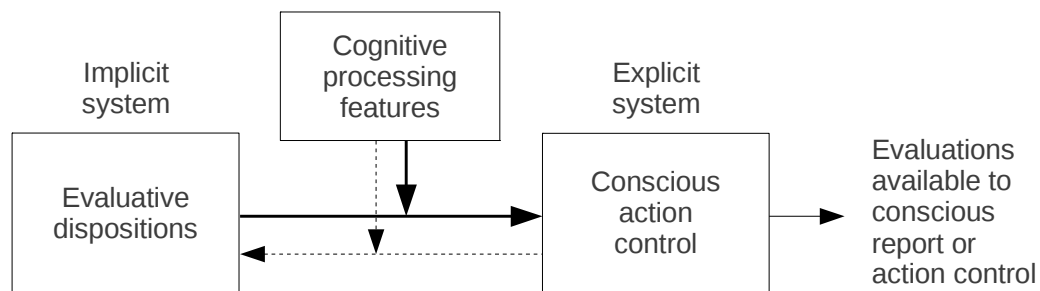 Implicit
system
Evaluative
dispositions
Cognitive
processing
features
Explicit
system
Conscious
action
control
Evaluations
available to
conscious
report or
action control